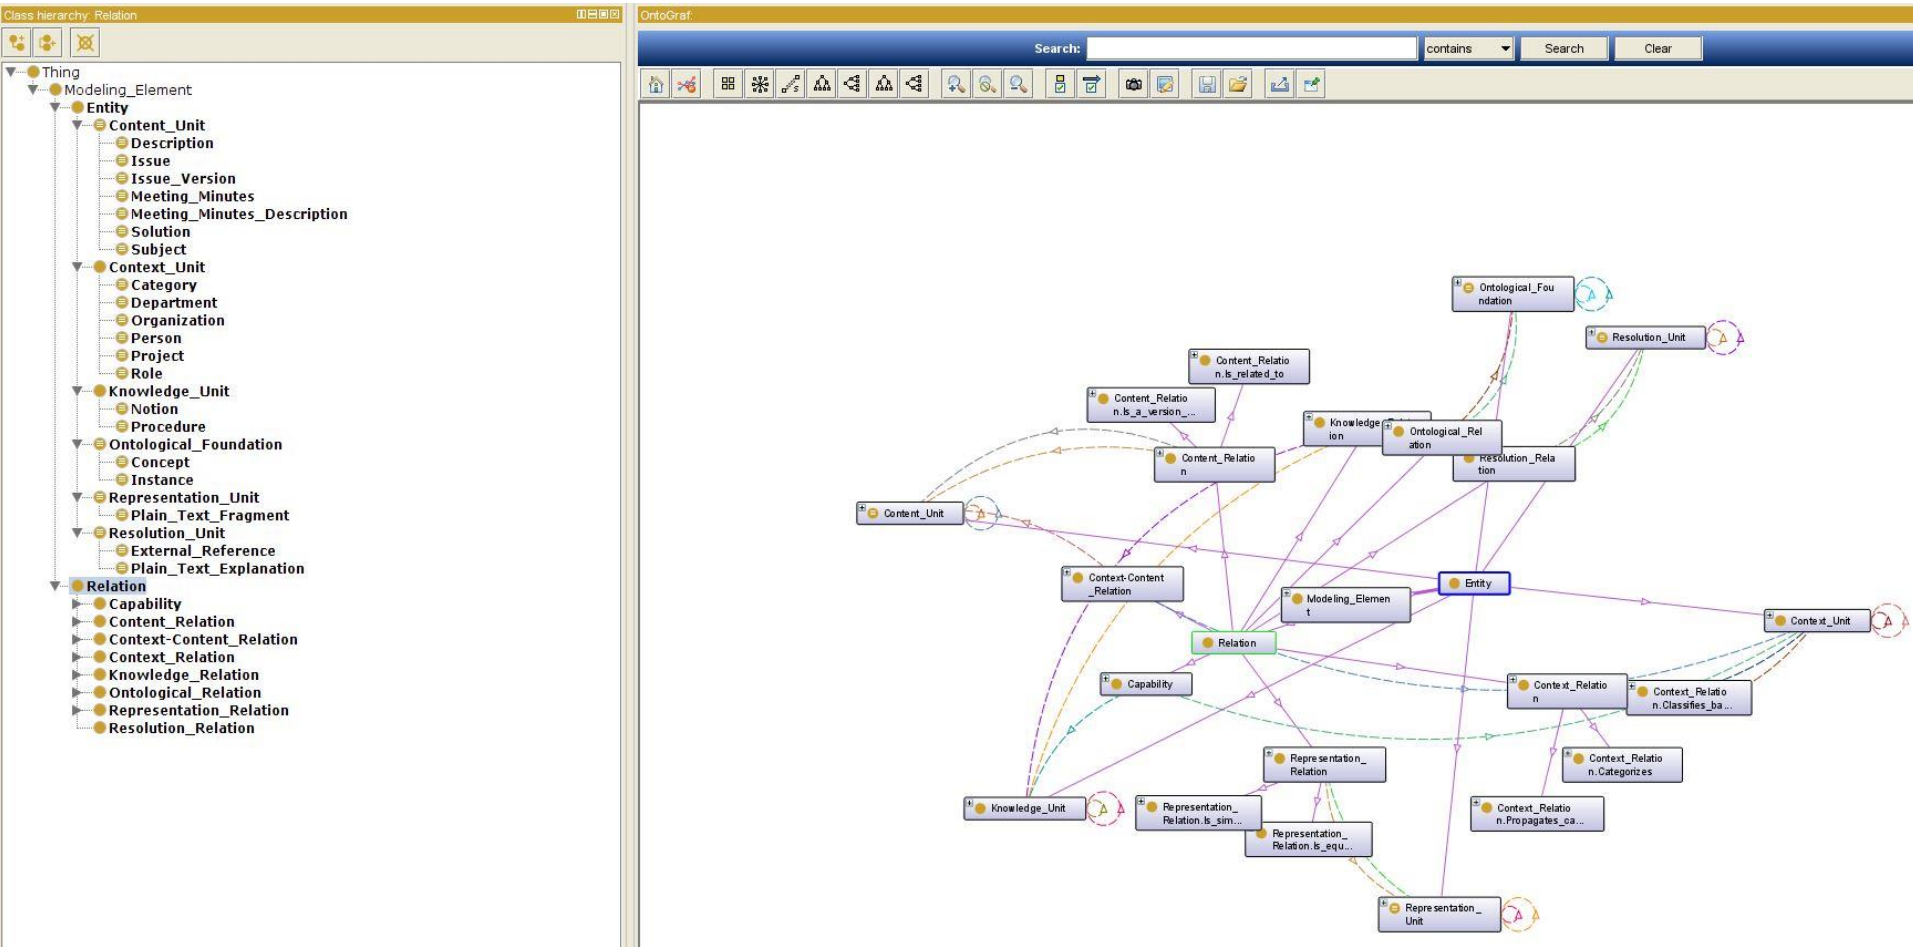 Class hierarchy: Relation
Thing
Modeling_Element
Entity
Content_Unit
Description
Issue
Issue_Version
Meeting_Minutes
Meeting_Minutes_Description
Solution
Subject
Context_Unit
Category
Department
Organization
Person
Project
Role
Knowledge_Unit
Notion
Procedure
Ontological_Foundation
Concept
Instance
Representation_Unit
Plain_Text_Fragment
Resolution_Unit
External_Reference
Plain_Text_Explanation
Relation
Capability
Content_Relation
Context-Content_Relation
Context_Relation
Knowledge_Relation
Ontological_Relation
Representation_Relation
Resolution_Relation
OntoGraf:
Search:
contains
Search
Clear
Ontological_Fou
ndation
Resolution_Unit
Content_Relatio
n.Is_related_to
Content_Relatio
n.Is_a_version_...
Knowledge
ion
Ontological_Rel
ation
Content_Relatio
n
Resolution_Rela
tion
Content_Unit
Context-Content
_Relation
Entity
Modeling_Elemen
t
Context_Unit
Relation
Capability
Context_Relatio
n
Context_Relatio
n.Classifies_ba...
Representation_
Relation
Context_Relatio
n.Categorizes
Knowledge_Unit
Representation_
Relation.Is_sim...
Context_Relatio
n.Propagates_ca...
Representation_
Relation.Is_equ...
Representation_
Unit